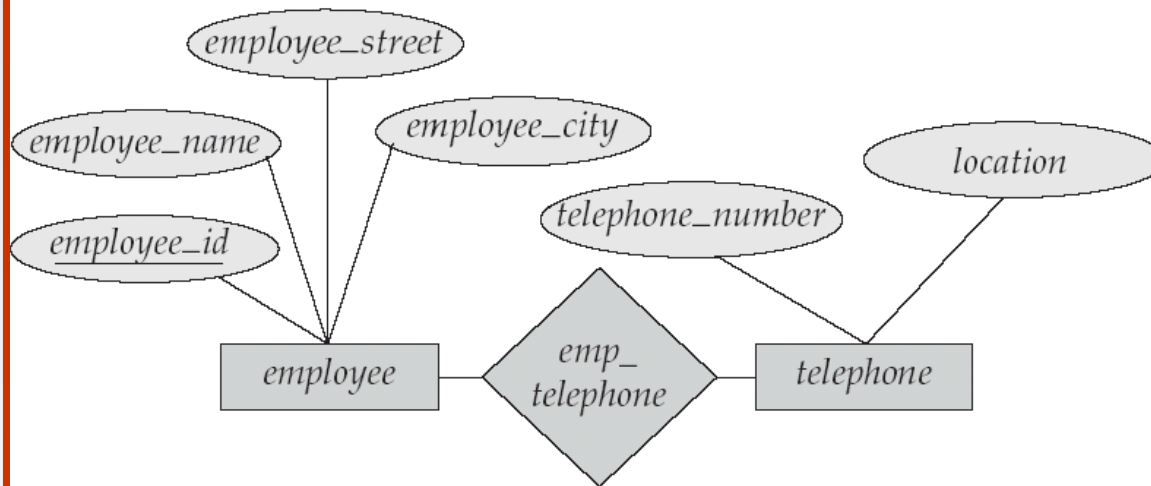 employee_street
employee_name
employee_city
location
employee_id
telephone_number
employee
emp_
telephone
telephone